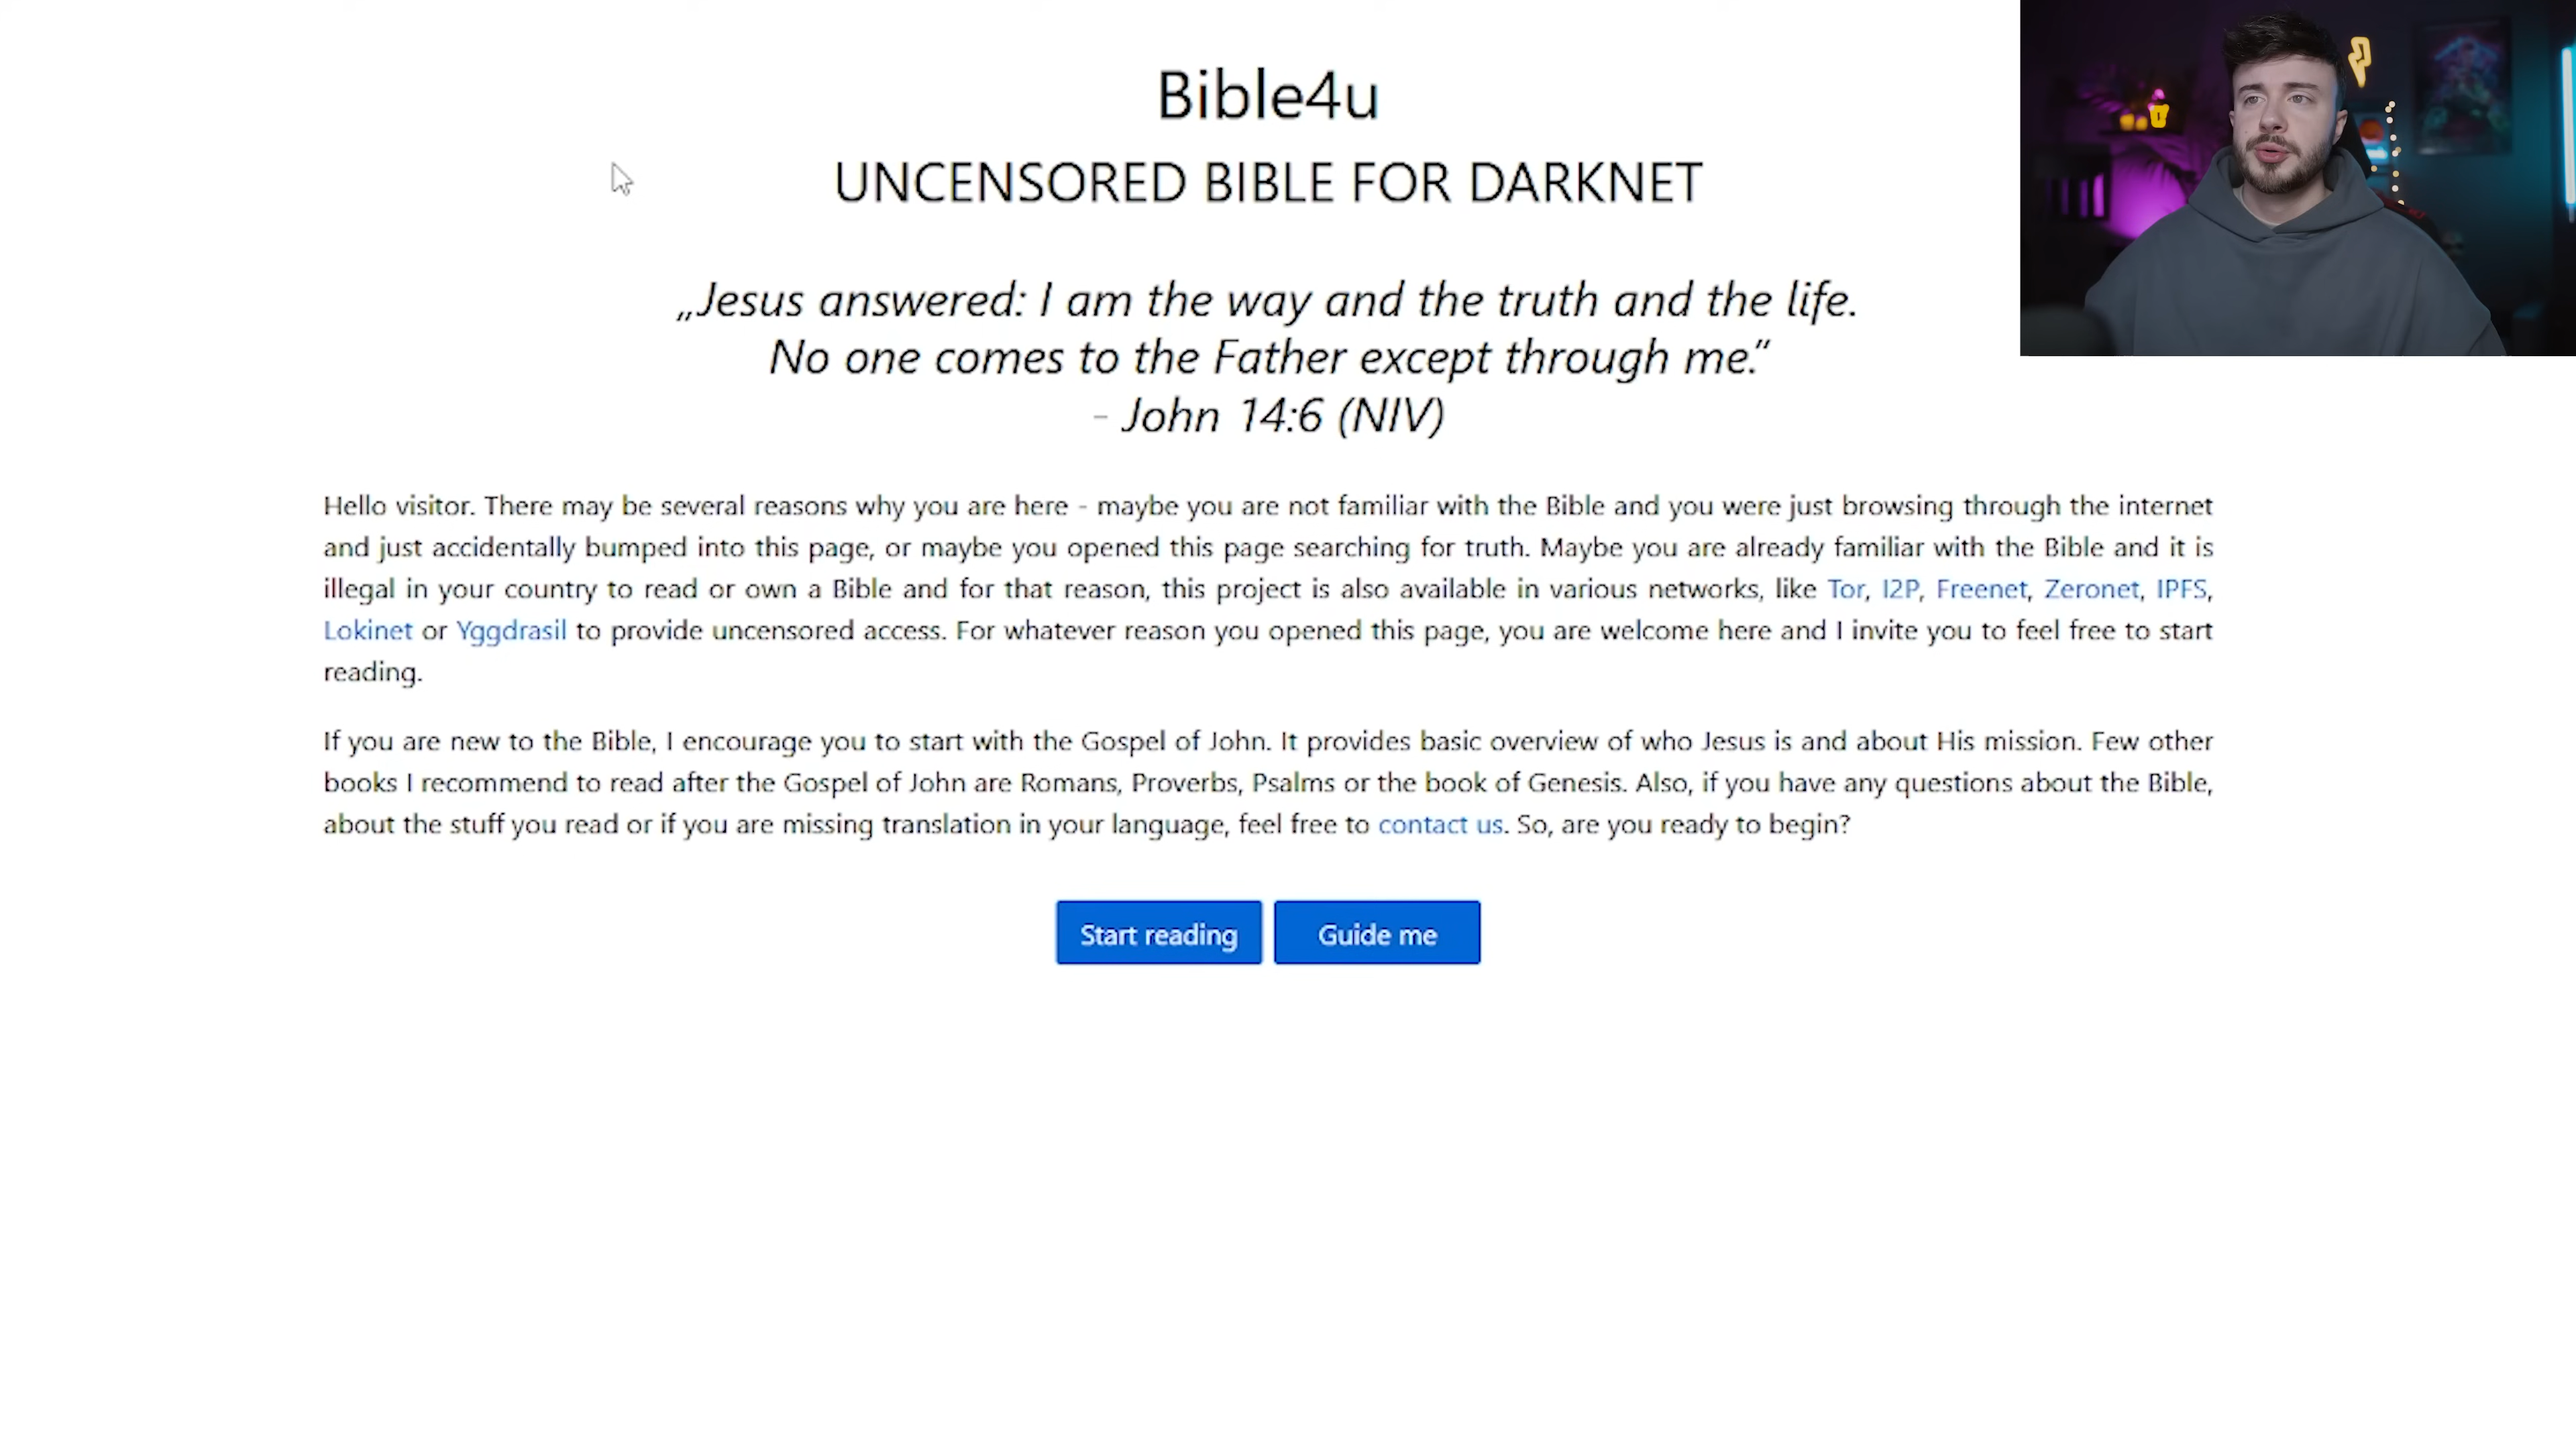 Bible4u
UNCENSORED BIBLE FOR DARKNET
„Jesus answered: I am the way and the truth and the life.
No one comes to the Father except through me.“
- John 14:6 (NIV)
Hello visitor. There may be several reasons why you are here - maybe you are not familiar with the Bible and you were just browsing through the internet
and just accidentally bumped into this page, or maybe you opened this page searching for truth. Maybe you are already familiar with the Bible and it is
illegal in your country to read or own a Bible and for that reason, this project is also available in various networks, like Tor, I2P, Freenet, Zeronet, IPFS,
Lokinet or Yggdrasil to provide uncensored access. For whatever reason you opened this page, you are welcome here and I invite you to feel free to start
reading.
If you are new to the Bible, I encourage you to start with the Gospel of John. It provides basic overview of who Jesus is and about His mission. Few other
books I recommend to read after the Gospel of John are Romans, Proverbs, Psalms or the book of Genesis. Also, if you have any questions about the Bible,
about the stuff you read or if you are missing translation in your language, feel free to contact us. So, are you ready to begin?
Start reading Guide me